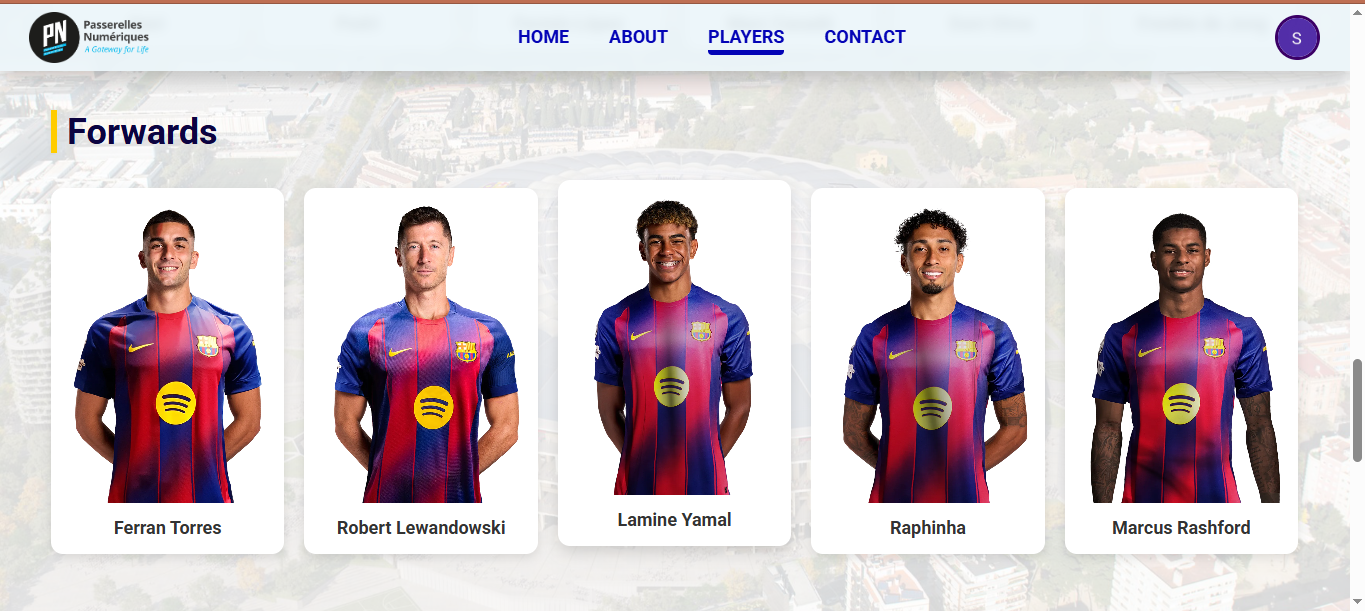 PN
Passerelles
Numériques
A Gateway for Life
HOME
ABOUT
PLAYERS
CONTACT
S
Forwards
Ferran Torres
Robert Lewandowski
Lamine Yamal
Raphinha
Marcus Rashford